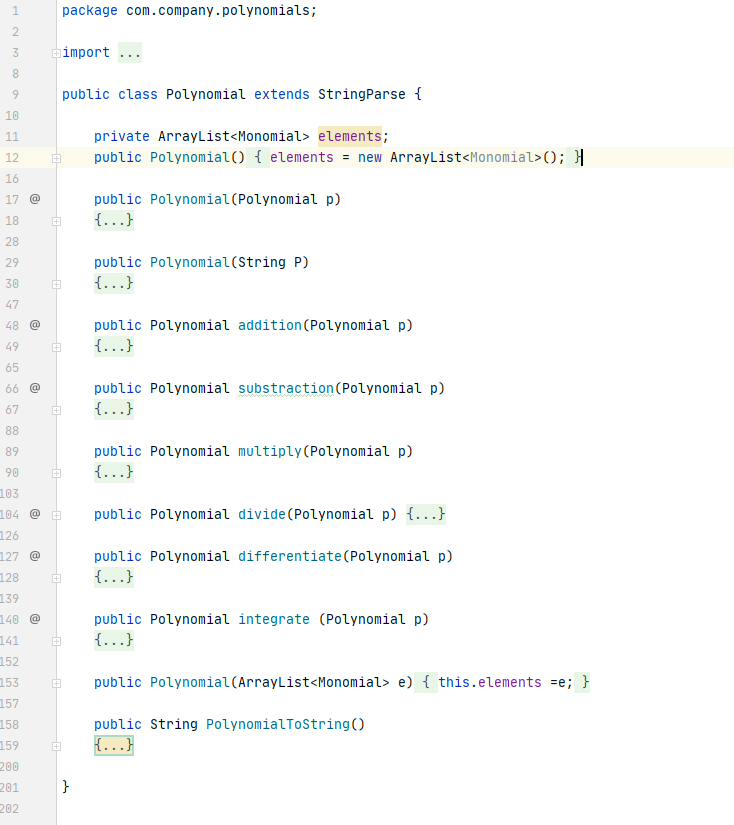 1 package com.company.polynomials;
2
3 import ...
8
9 public class Polynomial extends StringParse {
10
11 private ArrayList<Monomial> elements;
12 public Polynomial() { elements = new ArrayList<Monomial>(); }
16
17 @ public Polynomial(Polynomial p)
18 {...}
28
29 public Polynomial(String P)
30 {...}
47
48 @ public Polynomial addition(Polynomial p)
49 {...}
65
66 @ public Polynomial substraction(Polynomial p)
67 {...}
88
89 public Polynomial multiply(Polynomial p)
90 {...}
103
104 @ public Polynomial divide(Polynomial p) {...}
126
127 @ public Polynomial differentiate(Polynomial p)
128 {...}
139
140 @ public Polynomial integrate (Polynomial p)
141 {...}
152
153 public Polynomial(ArrayList<Monomial> e) { this.elements =e; }
157
158 public String PolynomialToString()
159 {...}
200
201 }
202